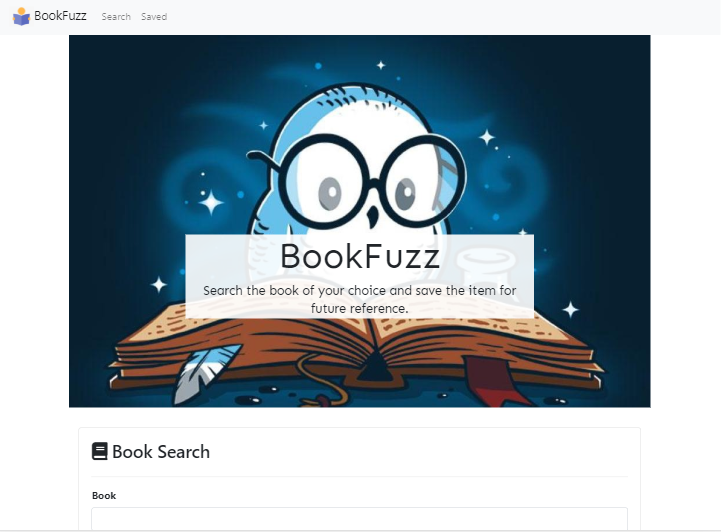 BookFuzz Search Saved
BookFuzz
Search the book of your choice and save the item for
future reference.
Book Search
Book